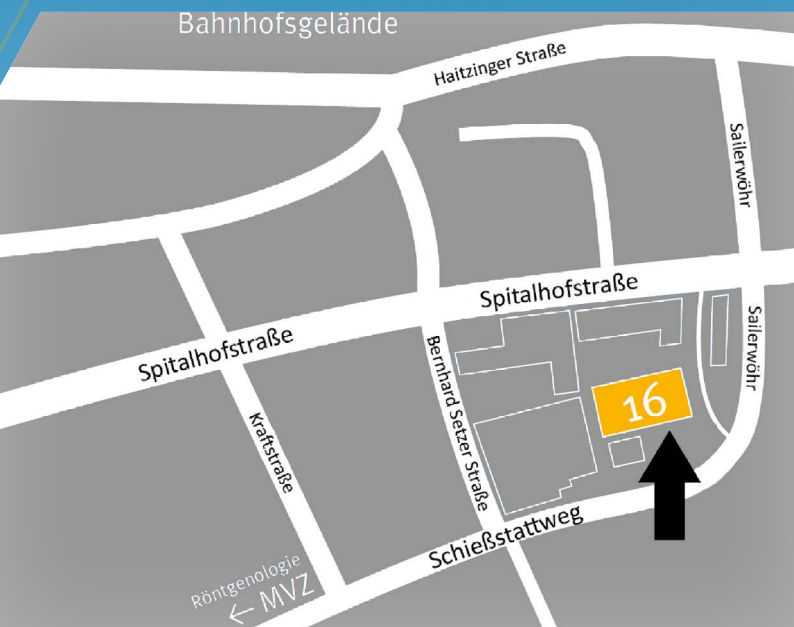 Bahnhofsgelände
Haitzinger Straße
Sailerwöhr
Spitalhofstraße
Spitalhofstraße
Sailerwöhr
Bernhard Setzer Straße
16
Kraftstraße
Schießstattweg
Röntgenologie
← MVZ